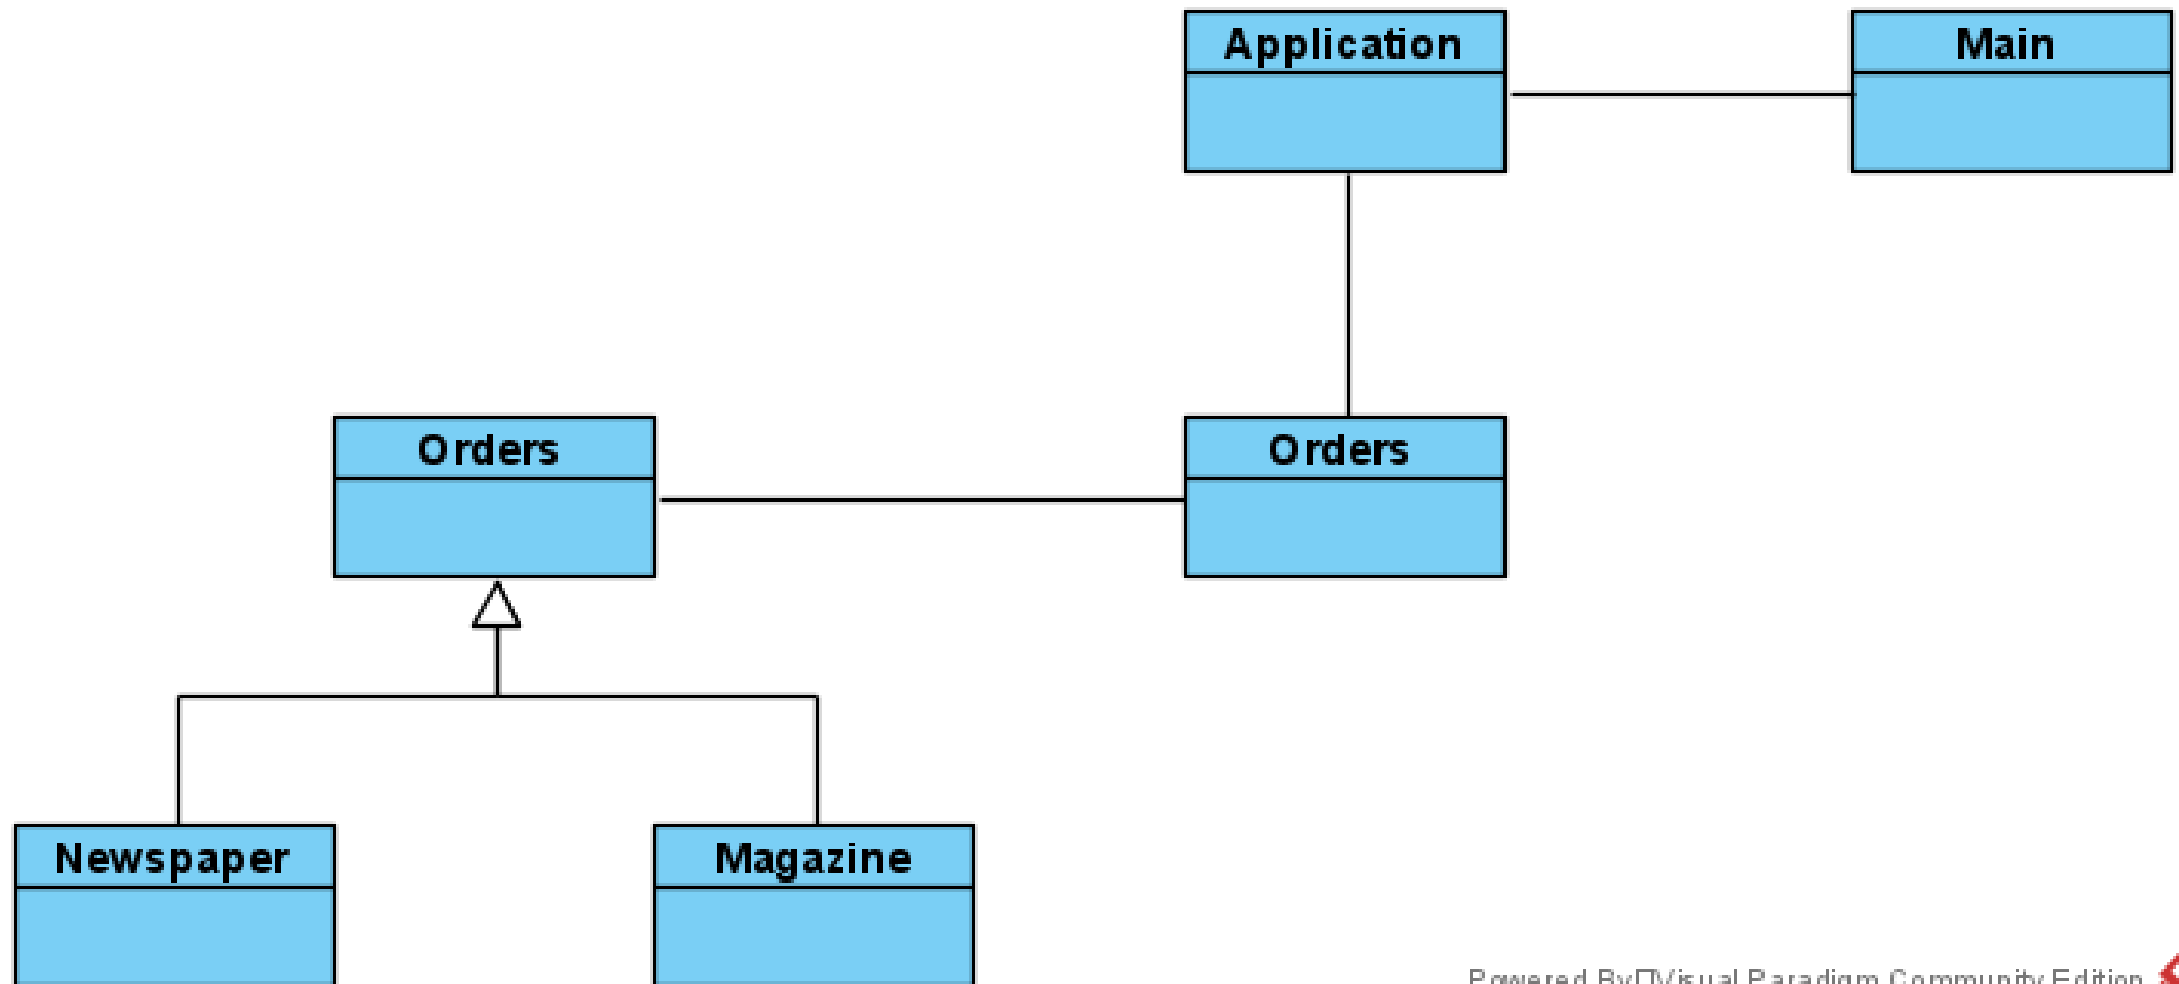 Application
Main
Orders
Orders
Newspaper
Magazine
Powered By Visual Paradigm Community Edition